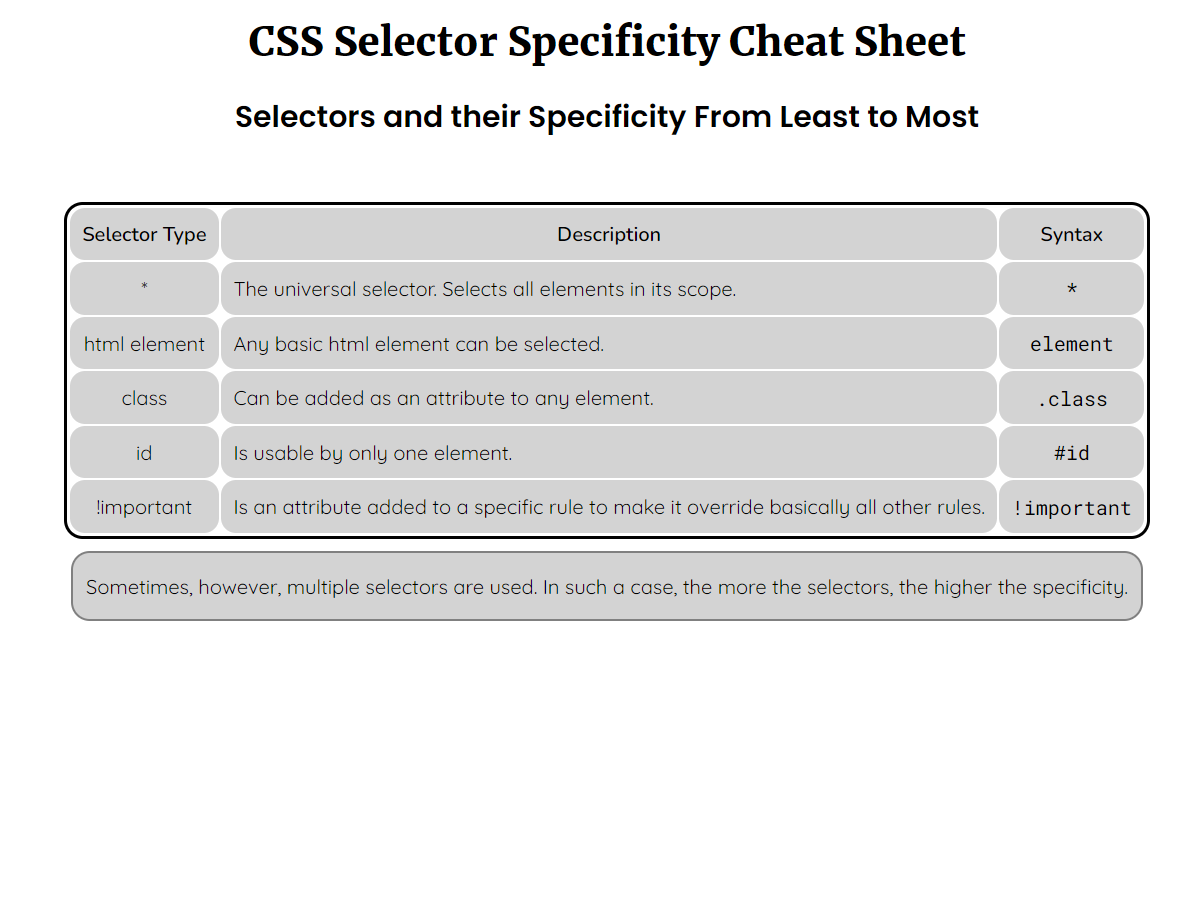 CSS Selector Specificity Cheat Sheet
Selectors and their Specificity From Least to Most
Selector Type Description Syntax
* The universal selector. Selects all elements in its scope. *
html element Any basic html element can be selected. element
class Can be added as an attribute to any element. .class
id Is usable by only one element. #id
!important Is an attribute added to a specific rule to make it override basically all other rules. !important
Sometimes, however, multiple selectors are used. In such a case, the more the selectors, the higher the specificity.